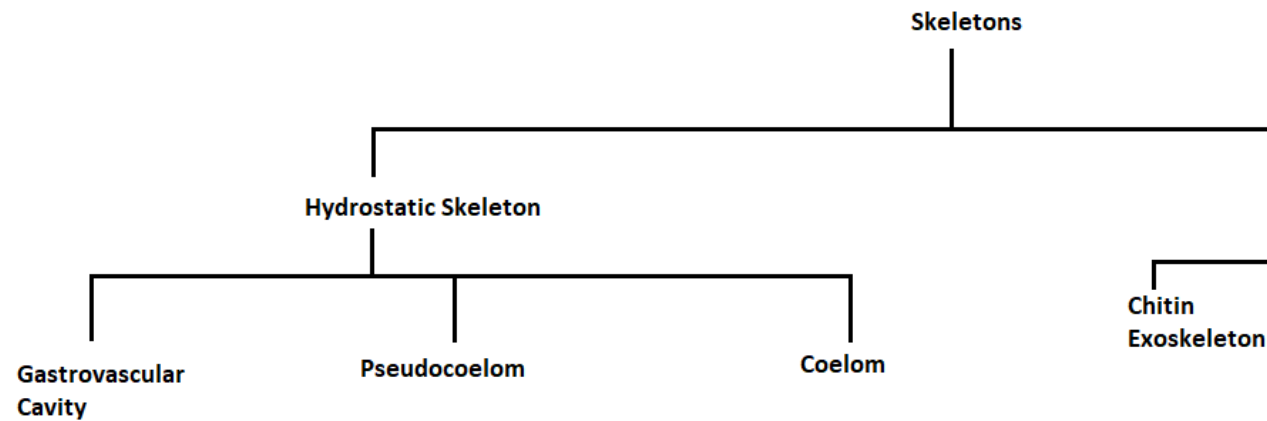 Skeletons
Hydrostatic Skeleton
Chitin
Exoskeleton
Gastrovascular
Cavity
Pseudocoelom
Coelom